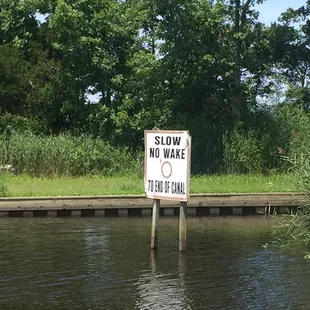 SLOW
NO WAKE
TO END OF CANAL